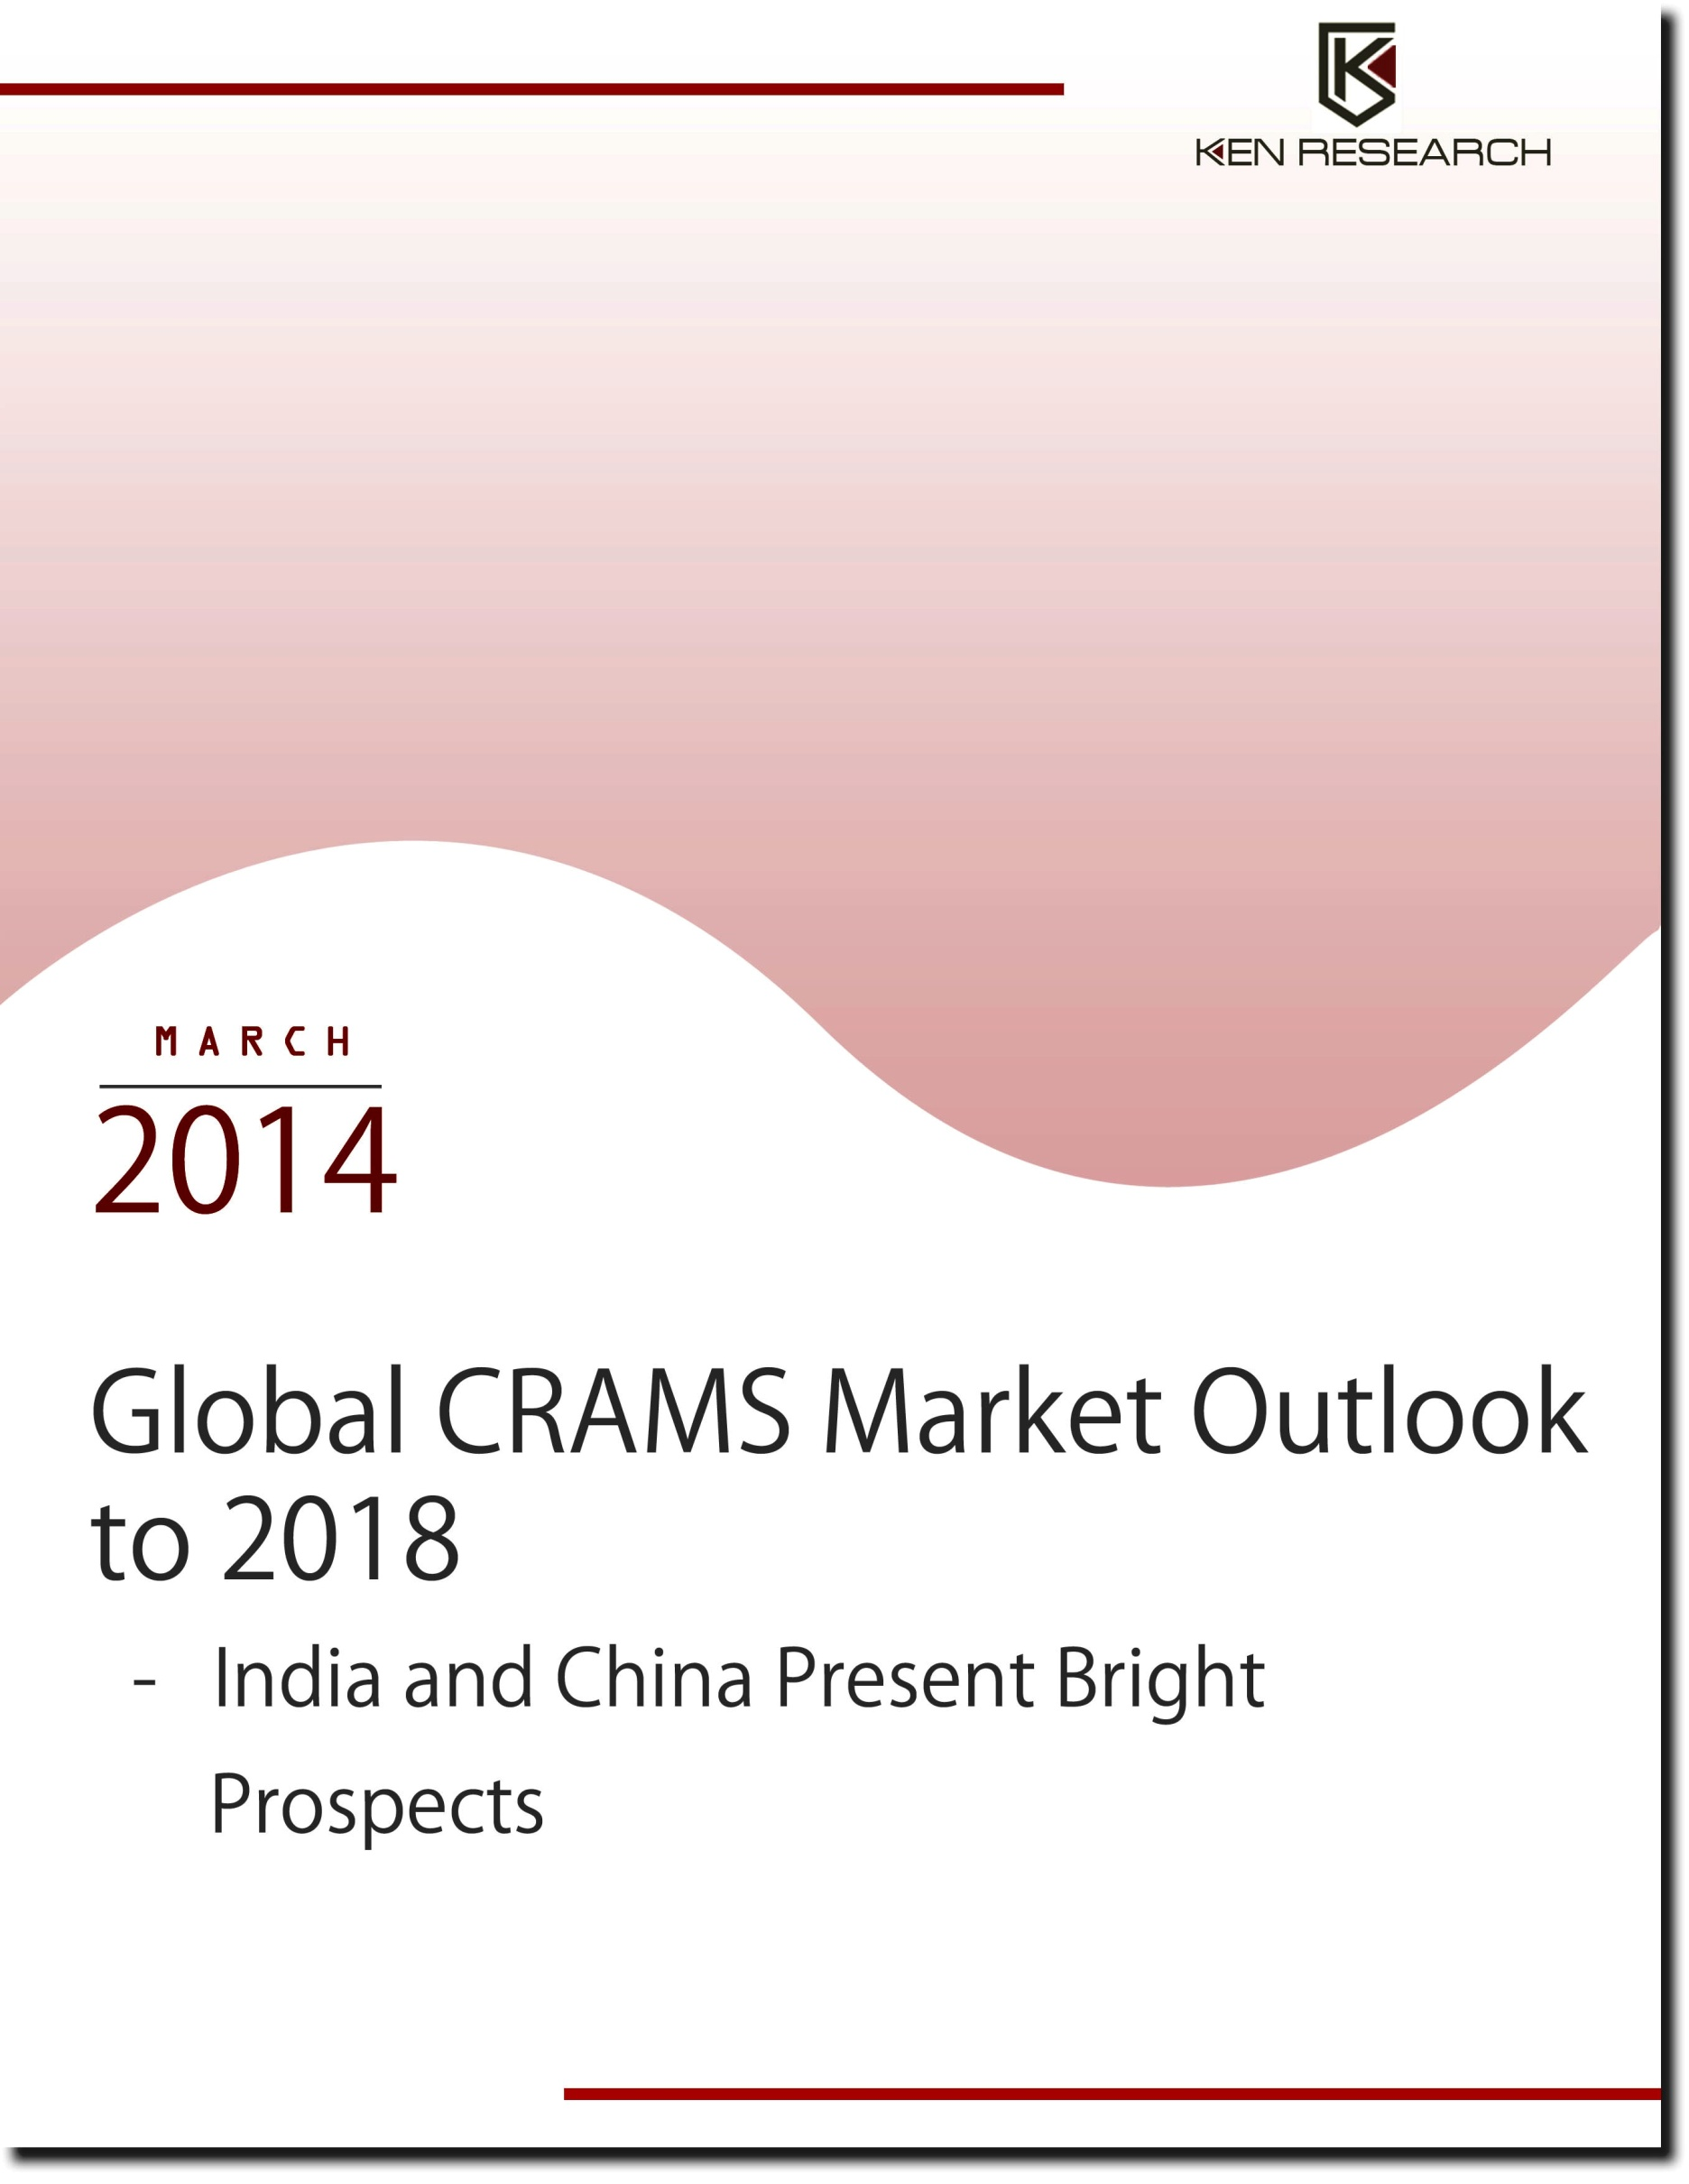 KEN RESEARCH
MARCH
2014
Global CRAMS Market Outlook
to 2018
- India and China Present Bright
Prospects